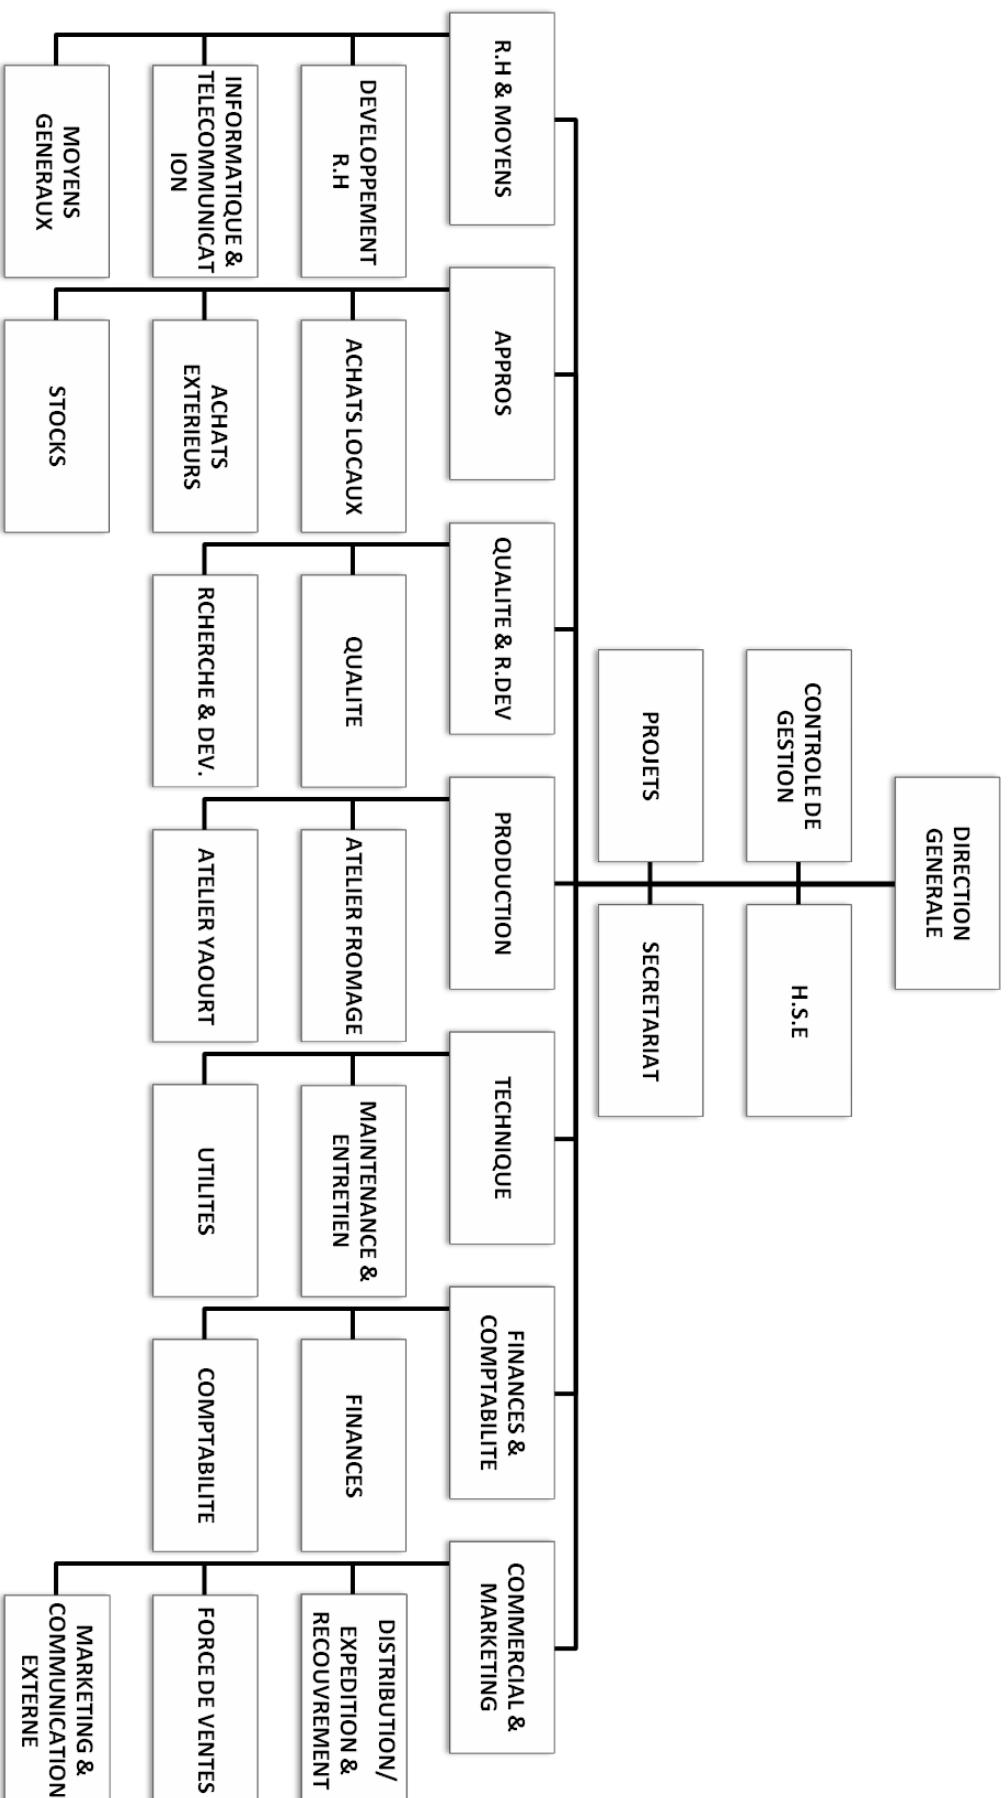 DIRECTION
GENERALE
CONTROLE DE
GESTION
H.S.E
PROJETS
SECRETARIAT
R.H & MOYENS
APPROS
QUALITE & R.DEV
PRODUCTION
TECHNIQUE
FINANCES &
COMPTABILITE
COMMERCIAL &
MARKETING
DEVELOPPEMENT
R.H
ACHATS LOCAUX
QUALITE
ATELIER FROMAGE
MAINTENANCE &
ENTRETIEN
FINANCES
DISTRIBUTION/
EXPEDITION &
RECOUVREMENT
INFORMATIQUE &
TELECOMMUNICAT
ION
ACHATS
EXTERIEURS
RCHERCHE & DEV.
ATELIER YAOURT
UTILITES
COMPTABILITE
FORCE DE VENTES
MOYENS
GENERAUX
STOCKS
MARKETING &
COMMUNICATION
EXTERNE